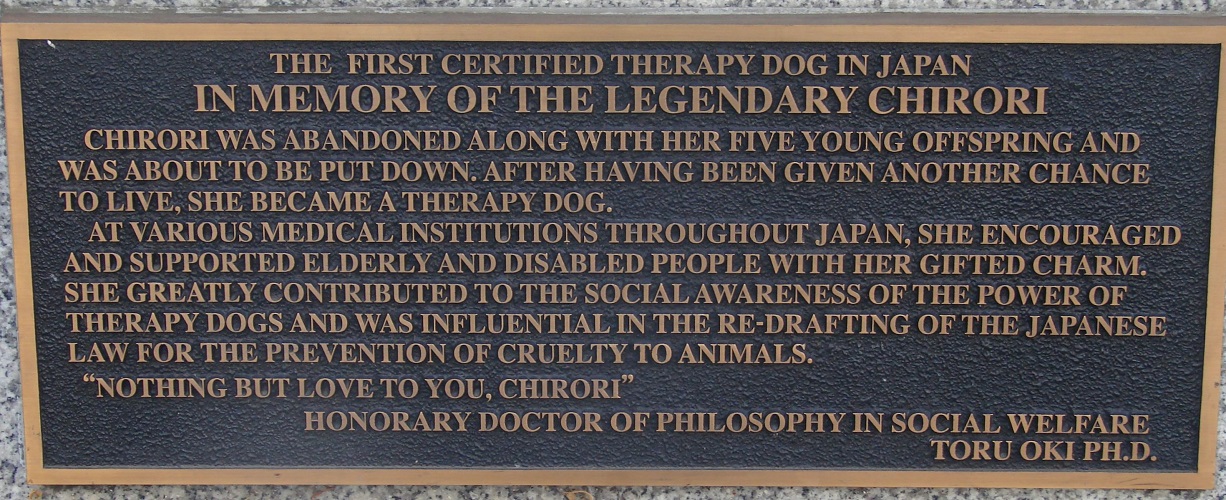 THE FIRST CERTIFIED THERAPY DOG IN JAPAN
IN MEMORY OF THE LEGENDARY CHIRORI
CHIRORI WAS ABANDONED ALONG WITH HER FIVE YOUNG OFFSPRING AND
WAS ABOUT TO BE PUT DOWN. AFTER HAVING BEEN GIVEN ANOTHER CHANCE
TO LIVE, SHE BECAME A THERAPY DOG.
AT VARIOUS MEDICAL INSTITUTIONS THROUGHOUT JAPAN, SHE ENCOURAGED
AND SUPPORTED ELDERLY AND DISABLED PEOPLE WITH HER GIFTED CHARM.
SHE GREATLY CONTRIBUTED TO THE SOCIAL AWARENESS OF THE POWER OF
THERAPY DOGS AND WAS INFLUENTIAL IN THE RE-DRAFTING OF THE JAPANESE
LAW FOR THE PREVENTION OF CRUELTY TO ANIMALS.
“NOTHING BUT LOVE TO YOU, CHIRORI”
HONORARY DOCTOR OF PHILOSOPHY IN SOCIAL WELFARE
TORU OKI PH.D.